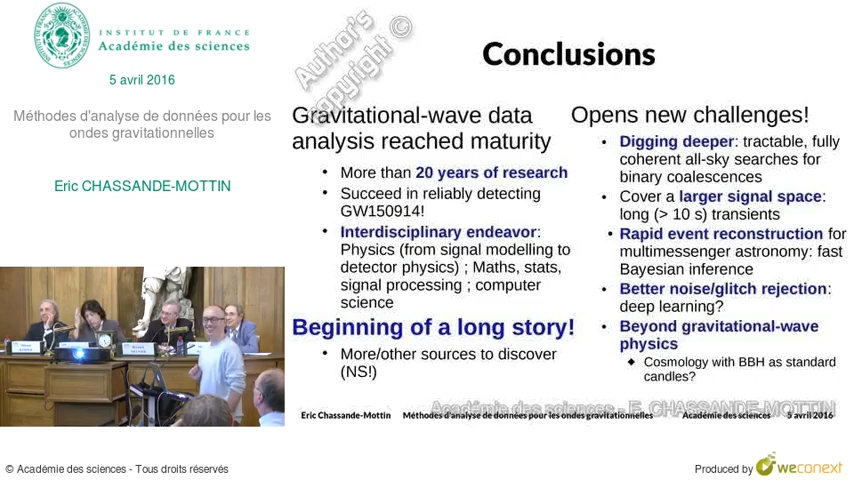 INSTITUT DE FRANCE
Académie des sciences
5 avril 2016
Méthodes d'analyse de données pour les
ondes gravitationnelles
Eric CHASSANDE-MOTTIN
Author's
Copyright ©
Conclusions
Gravitational-wave data
analysis reached maturity
• More than 20 years of research
• Succeed in reliably detecting
GW150914!
• Interdisciplinary endeavor:
Physics (from signal modelling to
detector physics) ; Maths, stats,
signal processing ; computer
science
Beginning of a long story!
• More/other sources to discover
(NS!)
Opens new challenges!
• Digging deeper: tractable, fully
coherent all-sky searches for
binary coalescences
• Cover a larger signal space:
long (> 10 s) transients
• Rapid event reconstruction for
multimessenger astronomy: fast
Bayesian inference
• Better noise/glitch rejection:
deep learning?
• Beyond gravitational-wave
physics
◆ Cosmology with BBH as standard
candles?
Académie des sciences - E. CHASSANDE-MOTTIN
Eric Chassande-Mottin Méthodes d'analyse de données pour les ondes gravitationnelles Académie des sciences 5 avril 2016
© Académie des sciences - Tous droits réservés
Produced by weconext